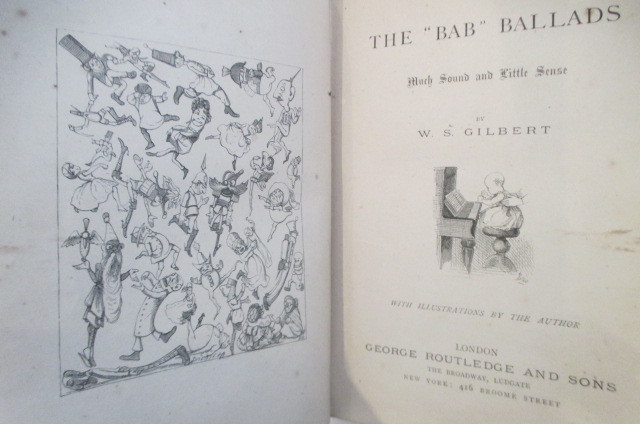 THE "BAB" BALLADS
Much Sound and Little Sense
BY
W. S. GILBERT
WITH ILLUSTRATIONS BY THE AUTHOR
LONDON
GEORGE ROUTLEDGE AND SONS
THE BROADWAY, LUDGATE
NEW YORK: 416 BROOME STREET